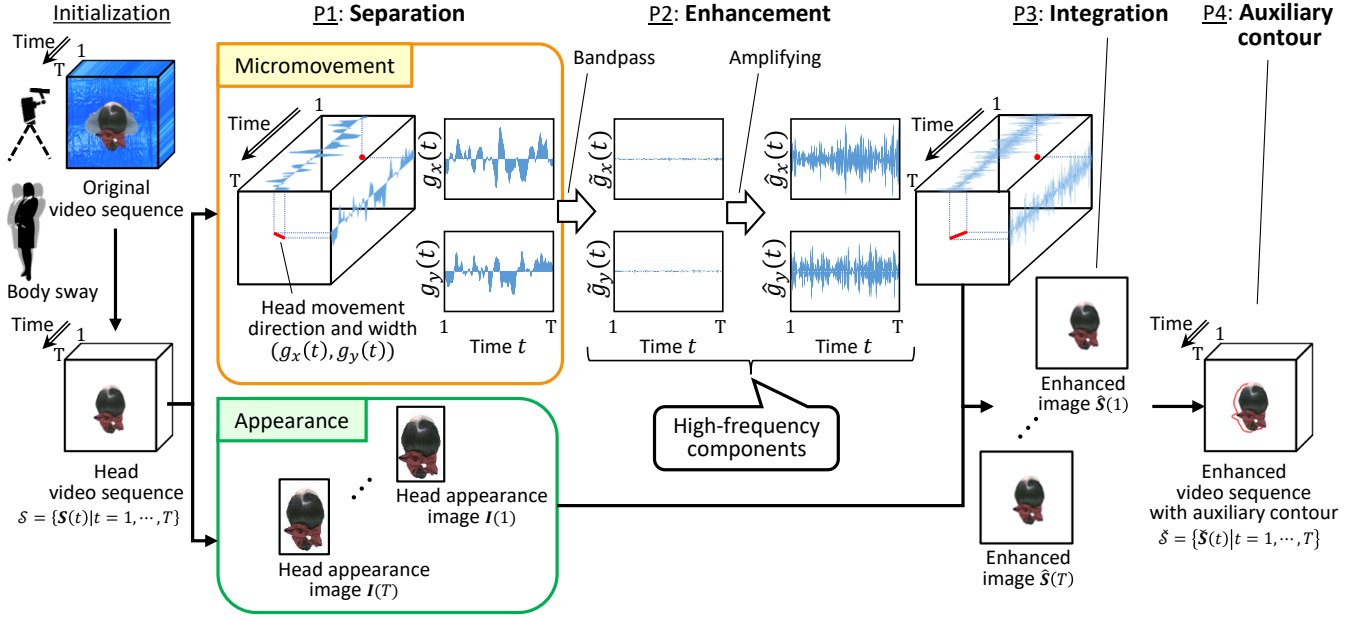 Initialization
Time
1
T
Original
video sequence
Body sway
Time
1
T
Head
video sequence
𝒮 = {𝑺(t)|t = 1, ⋯, T}
P1: Separation
Micromovement
Time
1
T
Head movement
direction and width
(g_x(t), g_y(t))
g_x(t)
g_y(t)
1 T
Time t
Appearance
Head appearance
image I(1)
Head appearance
image I(T)
P2: Enhancement
Bandpass
Amplifying
g̃_x(t)
g̃_y(t)
1 T
Time t
ĝ_x(t)
ĝ_y(t)
1 T
Time t
High-frequency
components
Time
1
T
P3: Integration
Enhanced
image Ŝ(1)
Enhanced
image Ŝ(T)
P4: Auxiliary
contour
Time
1
T
Enhanced
video sequence
with auxiliary contour
𝒮̌ = {𝑺̌(t)|t = 1, ⋯, T}